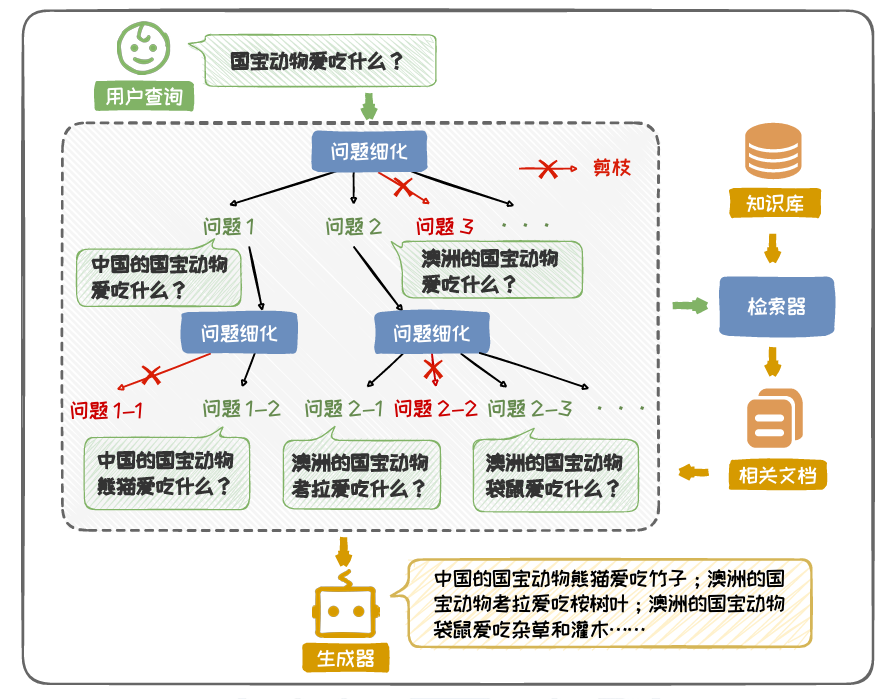 国宝动物爱吃什么？
用户查询
问题细化
剪枝
知识库
问题1
问题2
问题3
· · ·
中国的国宝动物
爱吃什么？
澳洲的国宝动物
爱吃什么？
检索器
问题细化
问题细化
问题1-1
问题1-2
问题2-1
问题2-2
问题2-3
· · ·
中国的国宝动物
熊猫爱吃什么？
澳洲的国宝动物
考拉爱吃什么？
澳洲的国宝动物
袋鼠爱吃什么？
相关文档
中国的国宝动物熊猫爱吃竹子；澳洲的国
宝动物考拉爱吃桉树叶；澳洲的国宝动物
袋鼠爱吃杂草和灌木……
生成器